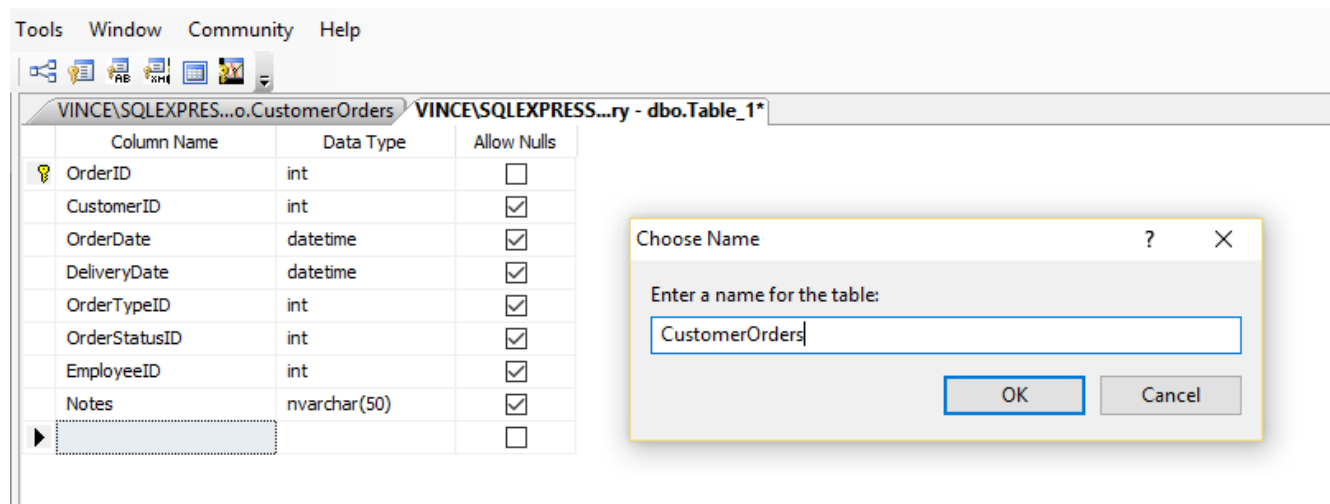 Tools Window Community Help
VINCE\SQLEXPRES...o.CustomerOrders VINCE\SQLEXPRESS...ry - dbo.Table_1*
Column Name Data Type Allow Nulls
OrderID int
CustomerID int
OrderDate datetime
DeliveryDate datetime
OrderTypeID int
OrderStatusID int
EmployeeID int
Notes nvarchar(50)
Choose Name ?
Enter a name for the table:
CustomerOrders
OK Cancel